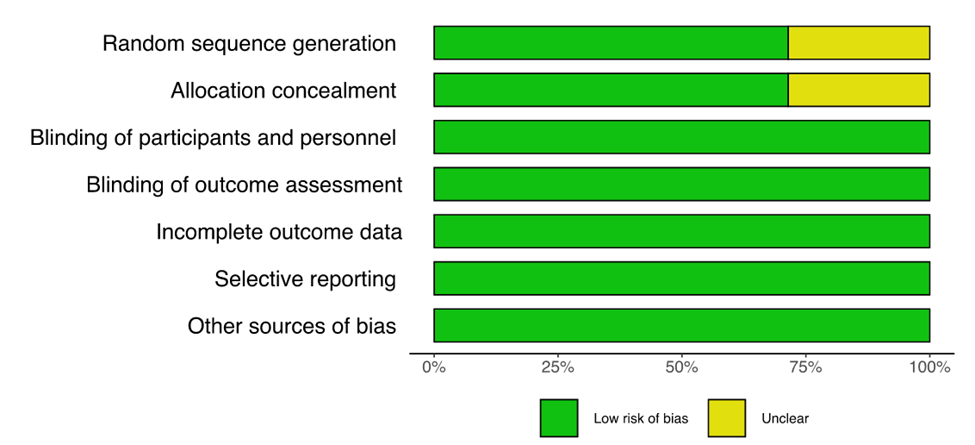 Random sequence generation
Allocation concealment
Blinding of participants and personnel
Blinding of outcome assessment
Incomplete outcome data
Selective reporting
Other sources of bias
0% 25% 50% 75% 100%
Low risk of bias Unclear